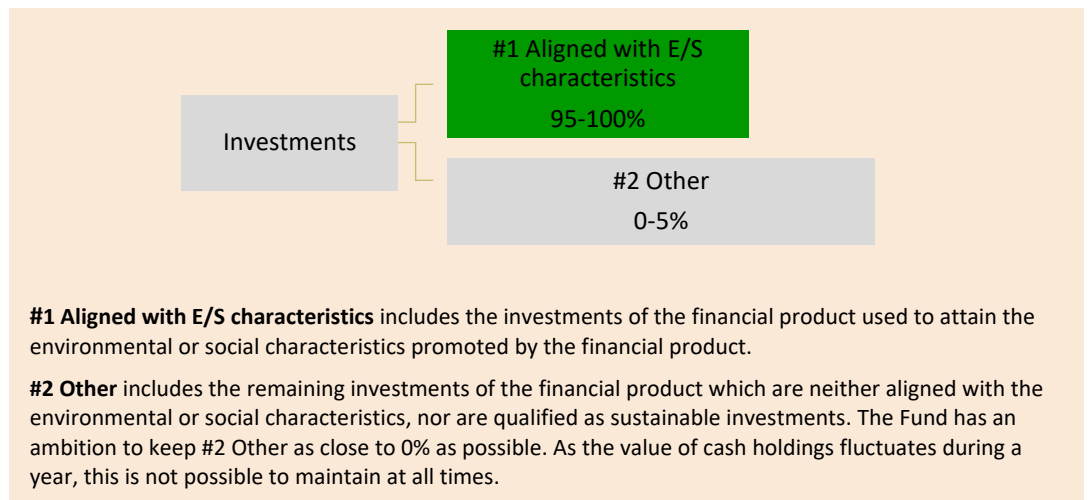 #1 Aligned with E/S
characteristics
95-100%
Investments
#2 Other
0-5%
#1 Aligned with E/S characteristics includes the investments of the financial product used to attain the
environmental or social characteristics promoted by the financial product.
#2 Other includes the remaining investments of the financial product which are neither aligned with the
environmental or social characteristics, nor are qualified as sustainable investments. The Fund has an
ambition to keep #2 Other as close to 0% as possible. As the value of cash holdings fluctuates during a
year, this is not possible to maintain at all times.